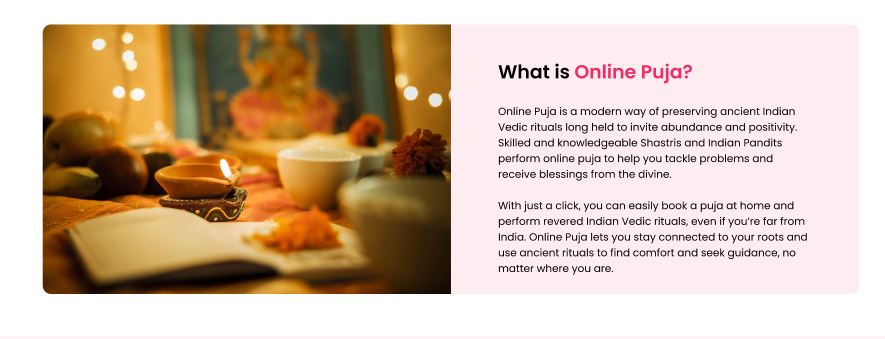 What is Online Puja?
Online Puja is a modern way of preserving ancient Indian
Vedic rituals long held to invite abundance and positivity.
Skilled and knowledgeable Shastris and Indian Pandits
perform online puja to help you tackle problems and
receive blessings from the divine.
With just a click, you can easily book a puja at home and
perform revered Indian Vedic rituals, even if you’re far from
India. Online Puja lets you stay connected to your roots and
use ancient rituals to find comfort and seek guidance, no
matter where you are.